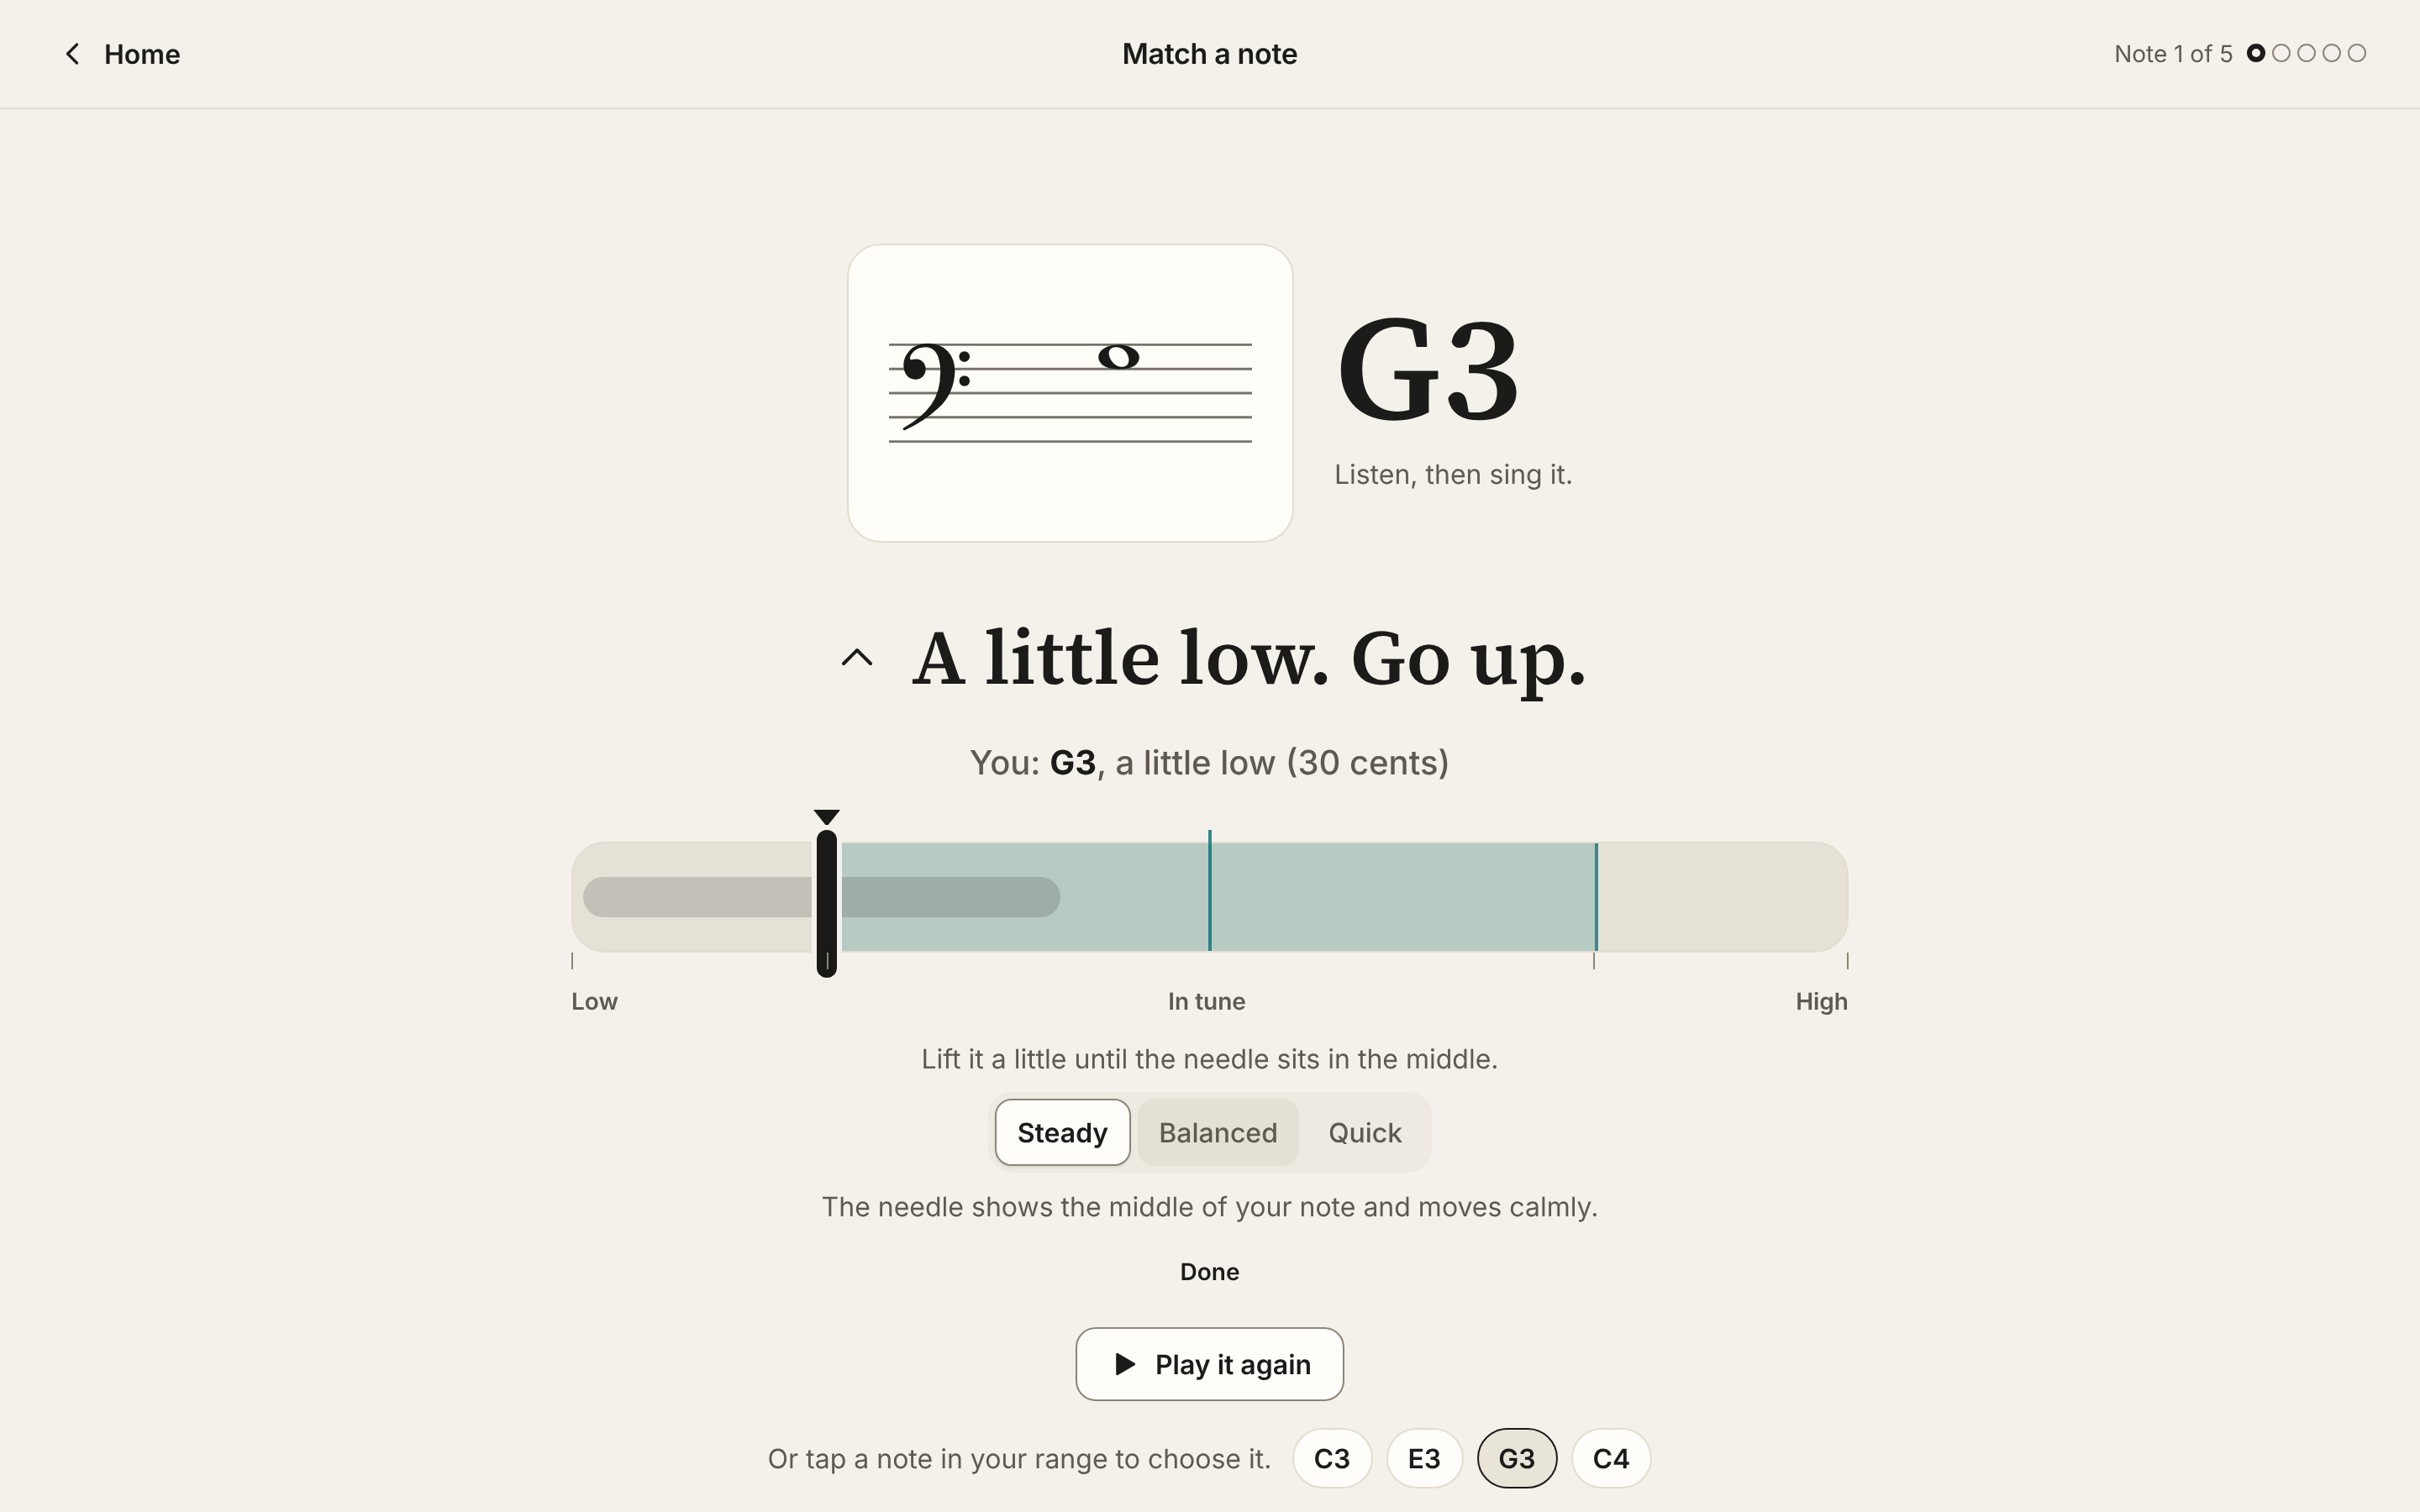 Home
Match a note
Note 1 of 5
G3
Listen, then sing it.
A little low. Go up.
You: G3, a little low (30 cents)
Low
In tune
High
Lift it a little until the needle sits in the middle.
Steady
Balanced
Quick
The needle shows the middle of your note and moves calmly.
Done
Play it again
Or tap a note in your range to choose it.
C3
E3
G3
C4